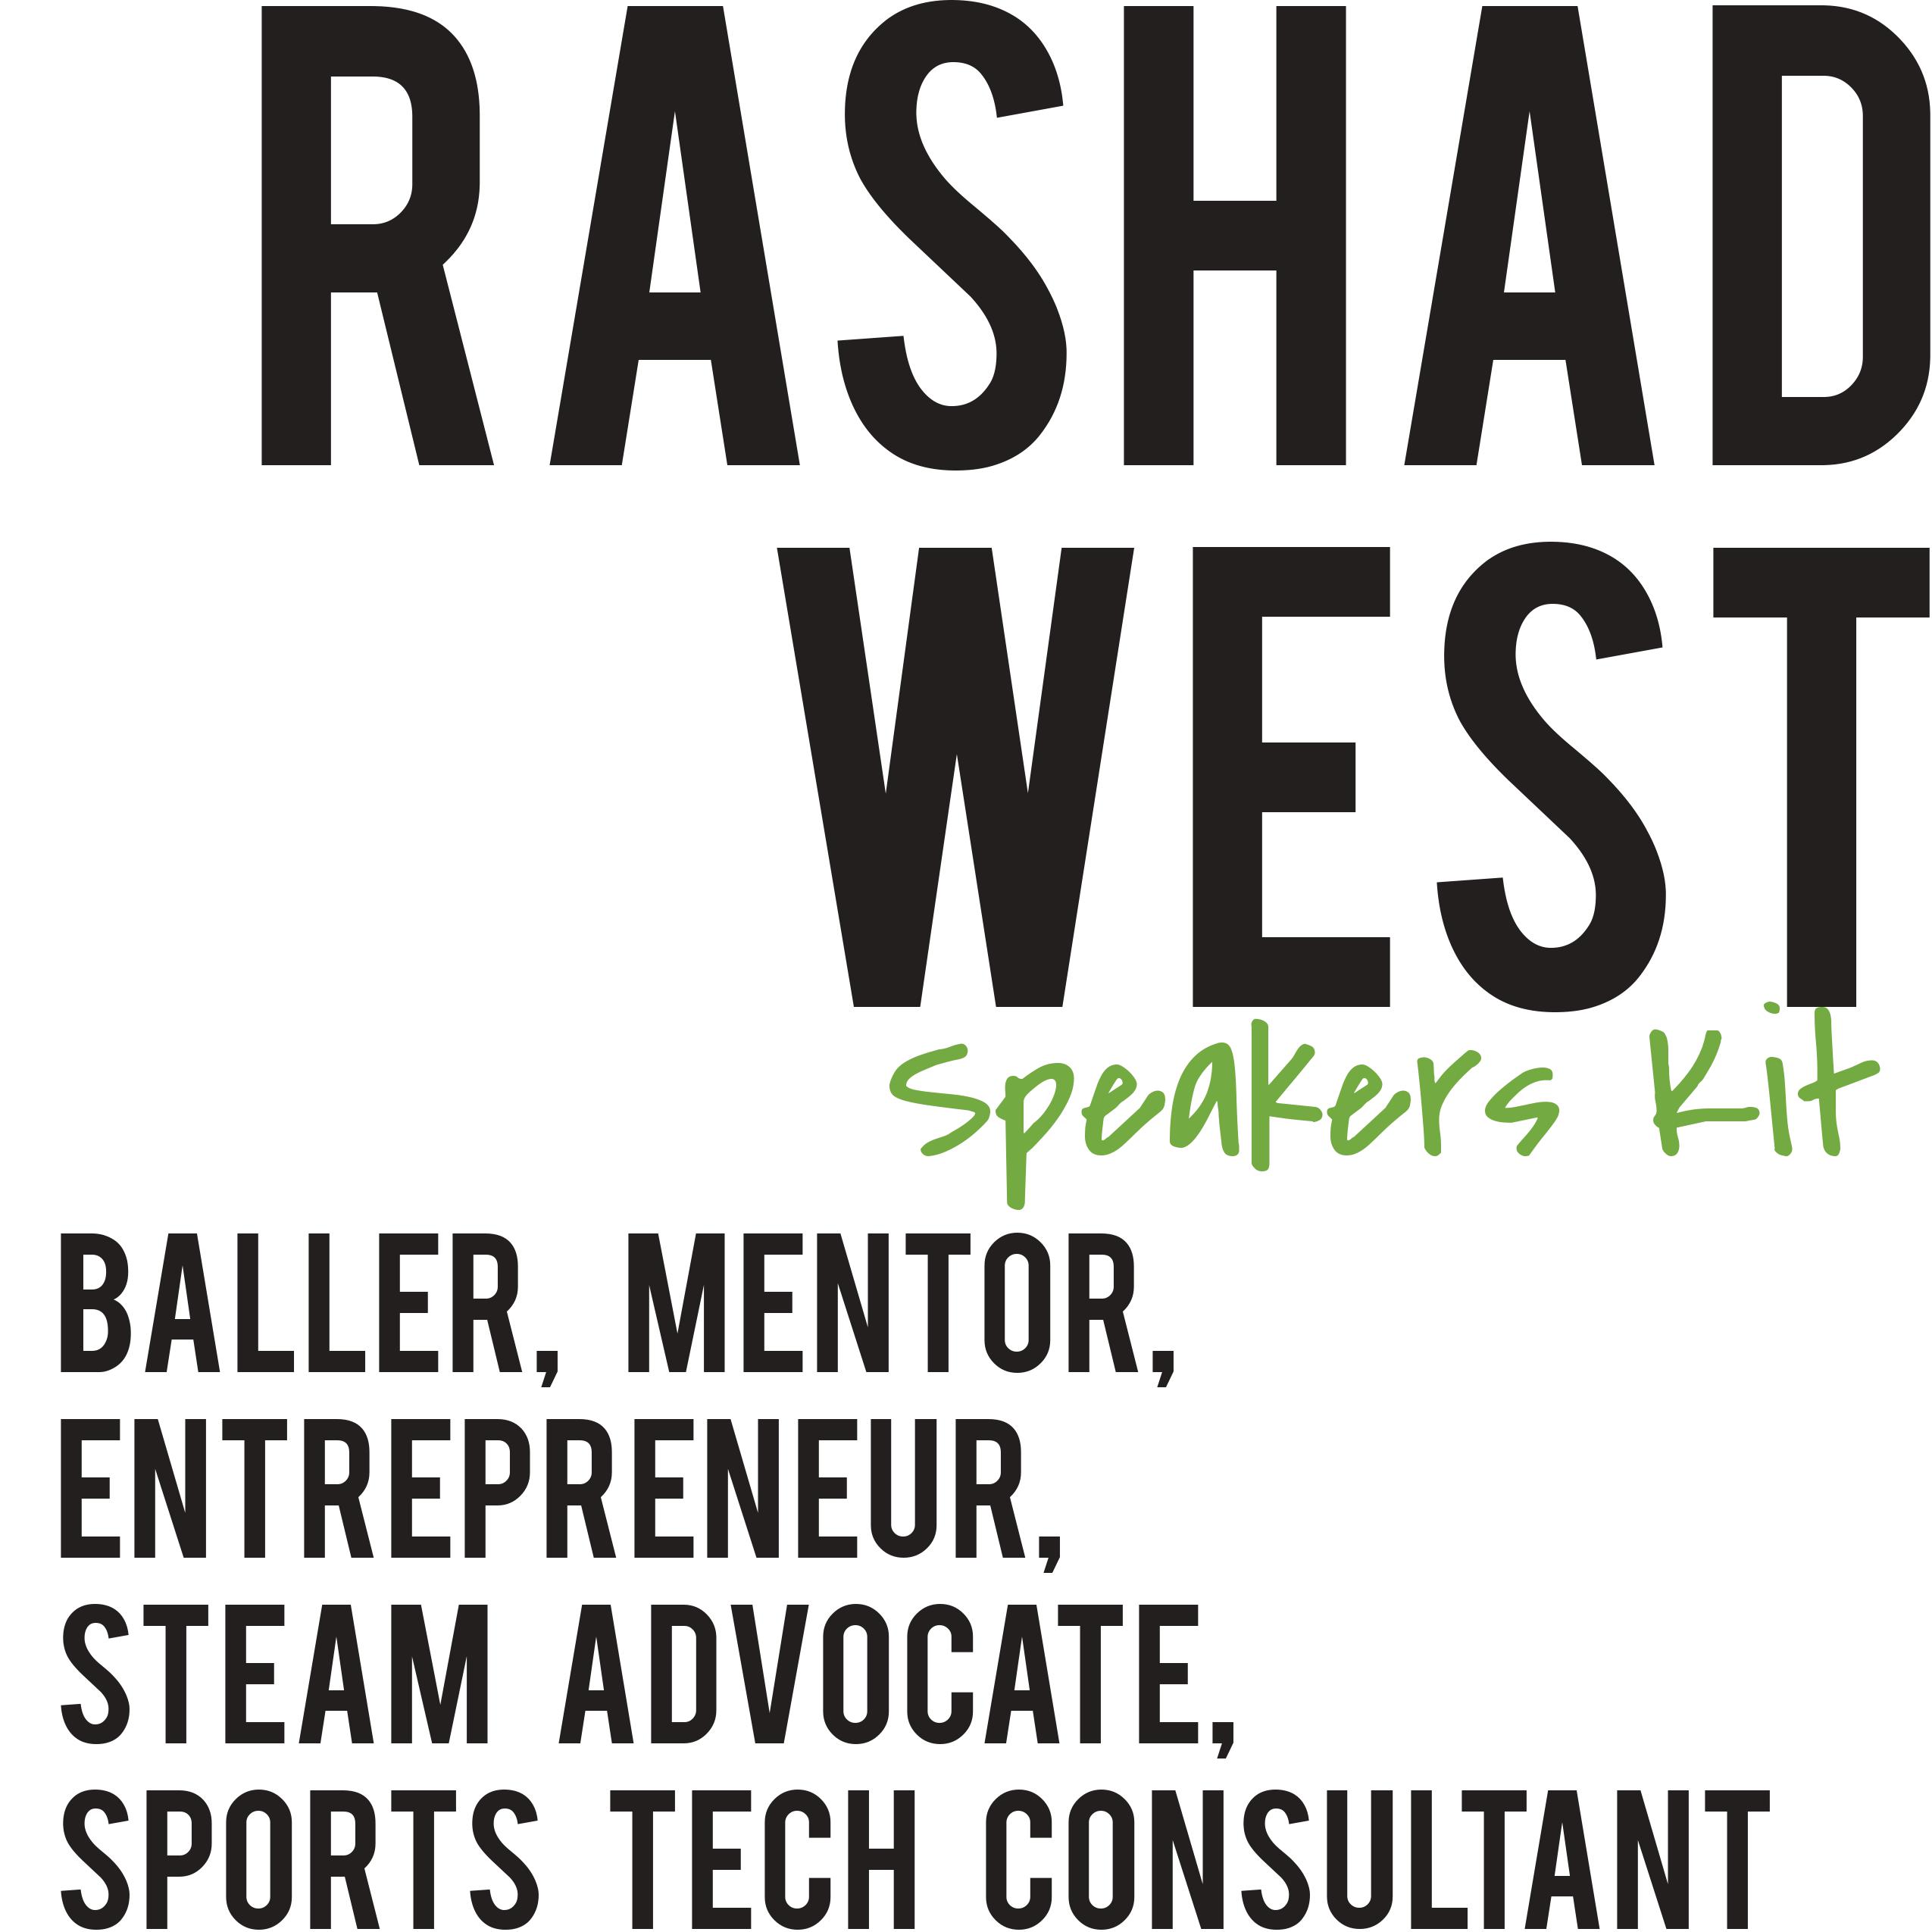 RASHAD
WEST
Speakers Kit
BALLER, MENTOR,
ENTREPRENEUR,
STEAM ADVOCATE,
SPORTS TECH CONSULTANT